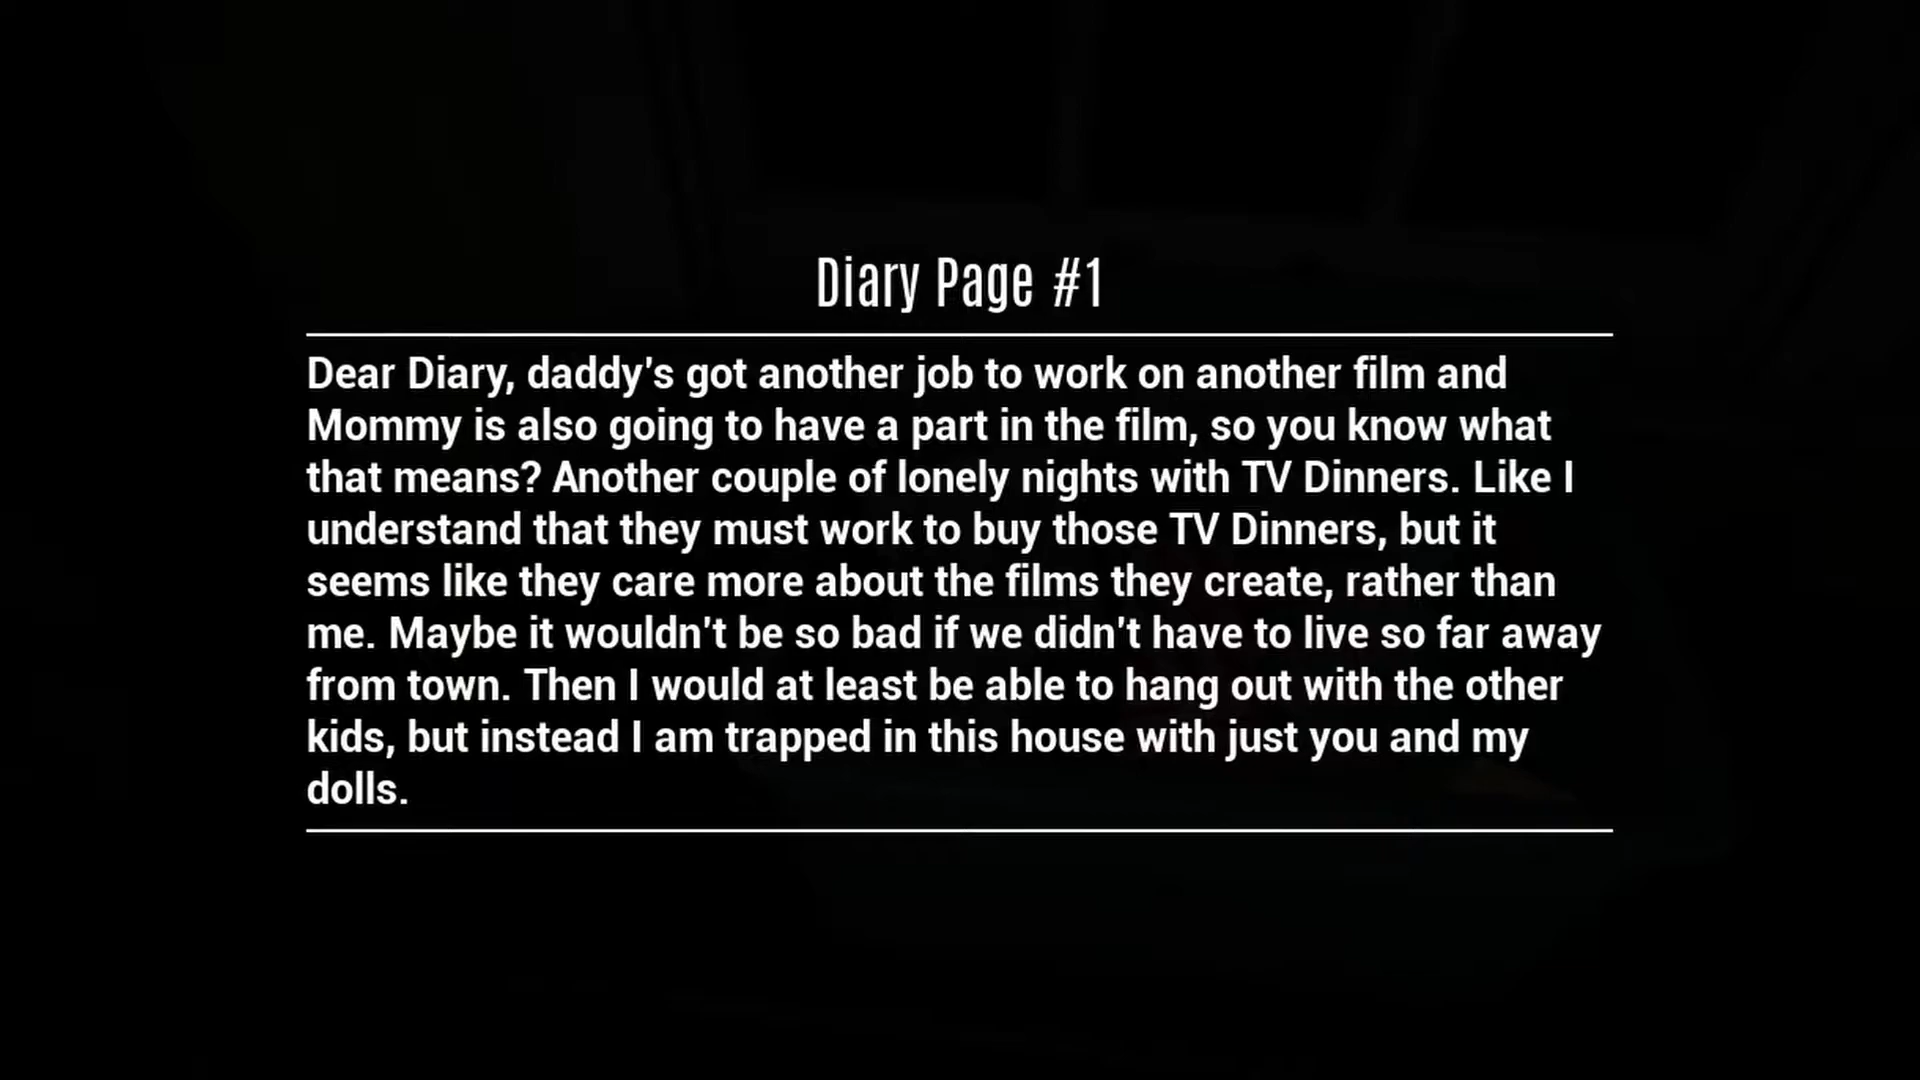 Diary Page #1
Dear Diary, daddy's got another job to work on another film and
Mommy is also going to have a part in the film, so you know what
that means? Another couple of lonely nights with TV Dinners. Like I
understand that they must work to buy those TV Dinners, but it
seems like they care more about the films they create, rather than
me. Maybe it wouldn't be so bad if we didn't have to live so far away
from town. Then I would at least be able to hang out with the other
kids, but instead I am trapped in this house with just you and my
dolls.